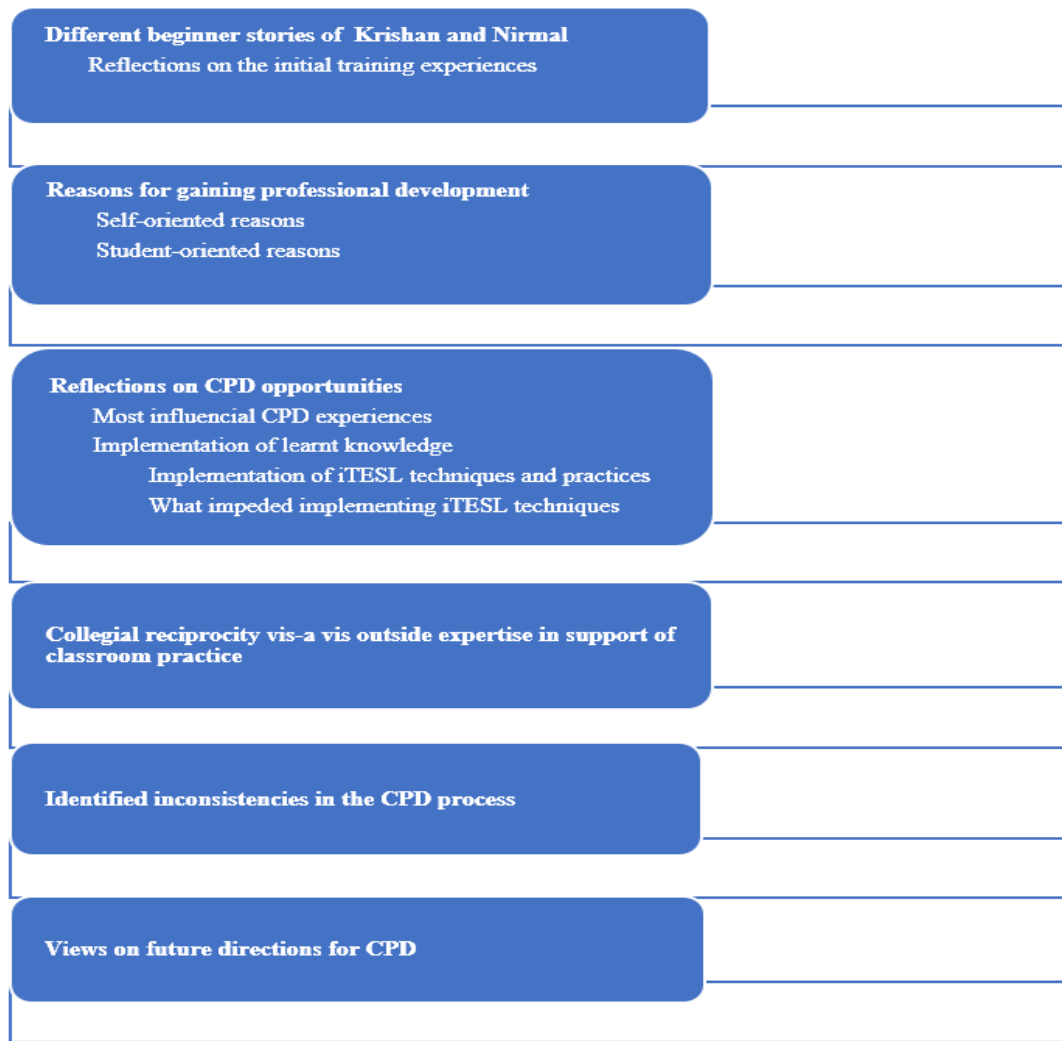 Different beginner stories of Krishan and Nirmal
Reflections on the initial training experiences
Reasons for gaining professional development
Self-oriented reasons
Student-oriented reasons
Reflections on CPD opportunities
Most influencial CPD experiences
Implementation of learnt knowledge
Implementation of iTESL techniques and practices
What impeded implementing iTESL techniques
Collegial reciprocity vis-a vis outside expertise in support of
classroom practice
Identified inconsistencies in the CPD process
Views on future directions for CPD